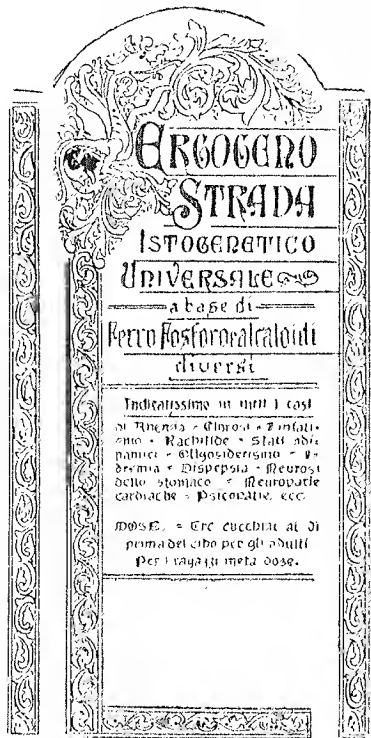 ERGOGENO
STRADA
ISTOGENETICO
UNIVERSALE
a base di
Ferro Fosforo e alcaloidi
diversi
Indicatissimo in tutti i casi
di Anemia - Clorosi - Linfati-
smo - Rachitide - Stati adi-
namici - Oligosiderismo - I-
dremia - Dispepsia - Neurosi
dello stomaco - Neuropatie
cardiache - Psicopatie, ecc.
DOSE. = Tre cucchiai al dì
prima del cibo per gli adulti
Per i ragazzi metà dose.